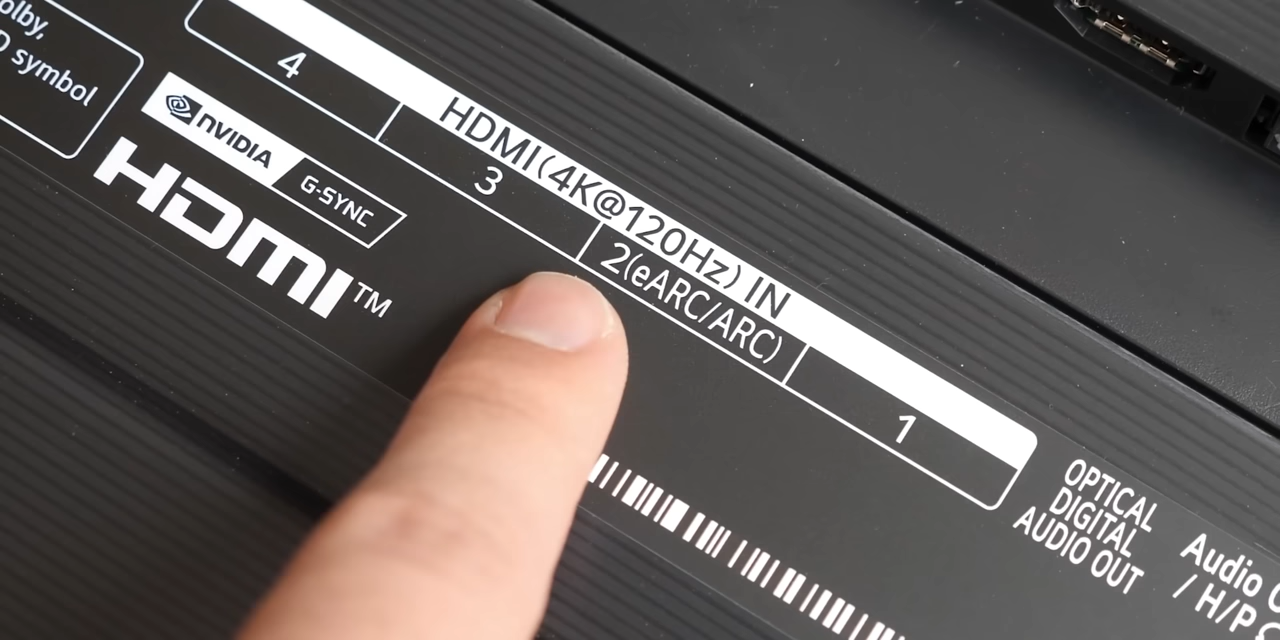 olby,
D symbol
NVIDIA G-SYNC
HDMI™
HDMI(4K@120Hz) IN
4
3
2(eARC/ARC)
1
OPTICAL
DIGITAL
AUDIO OUT
Audio
/ H/P